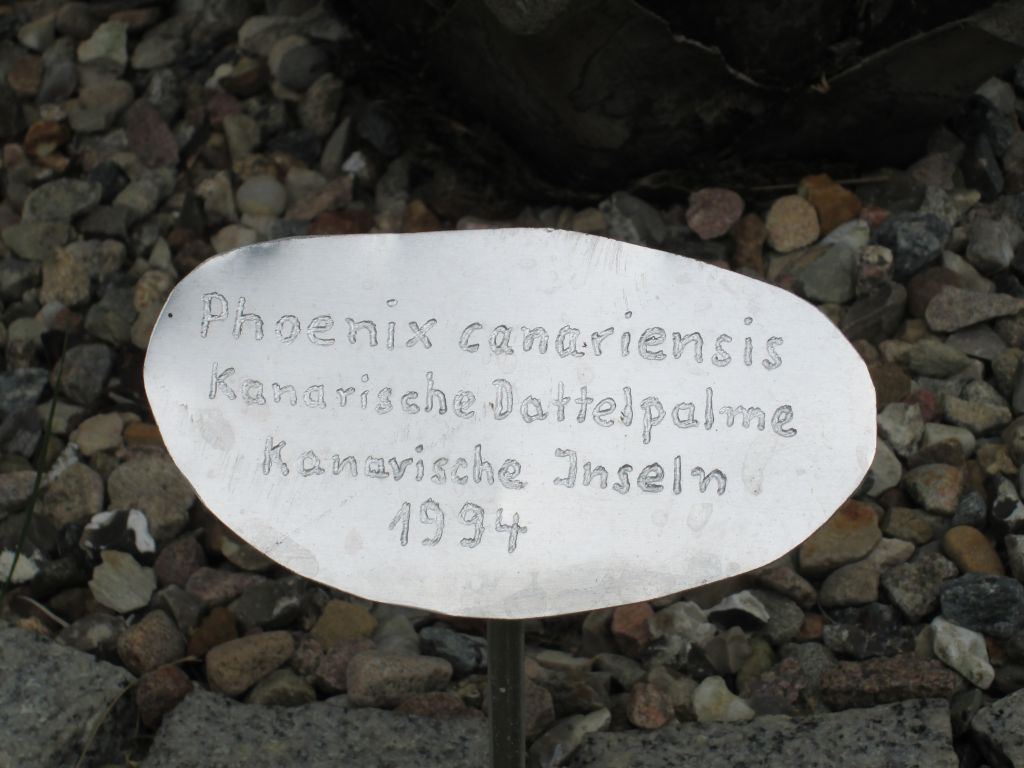 Phoenix canariensis
Kanarische Dattelpalme
Kanarische Inseln
1994